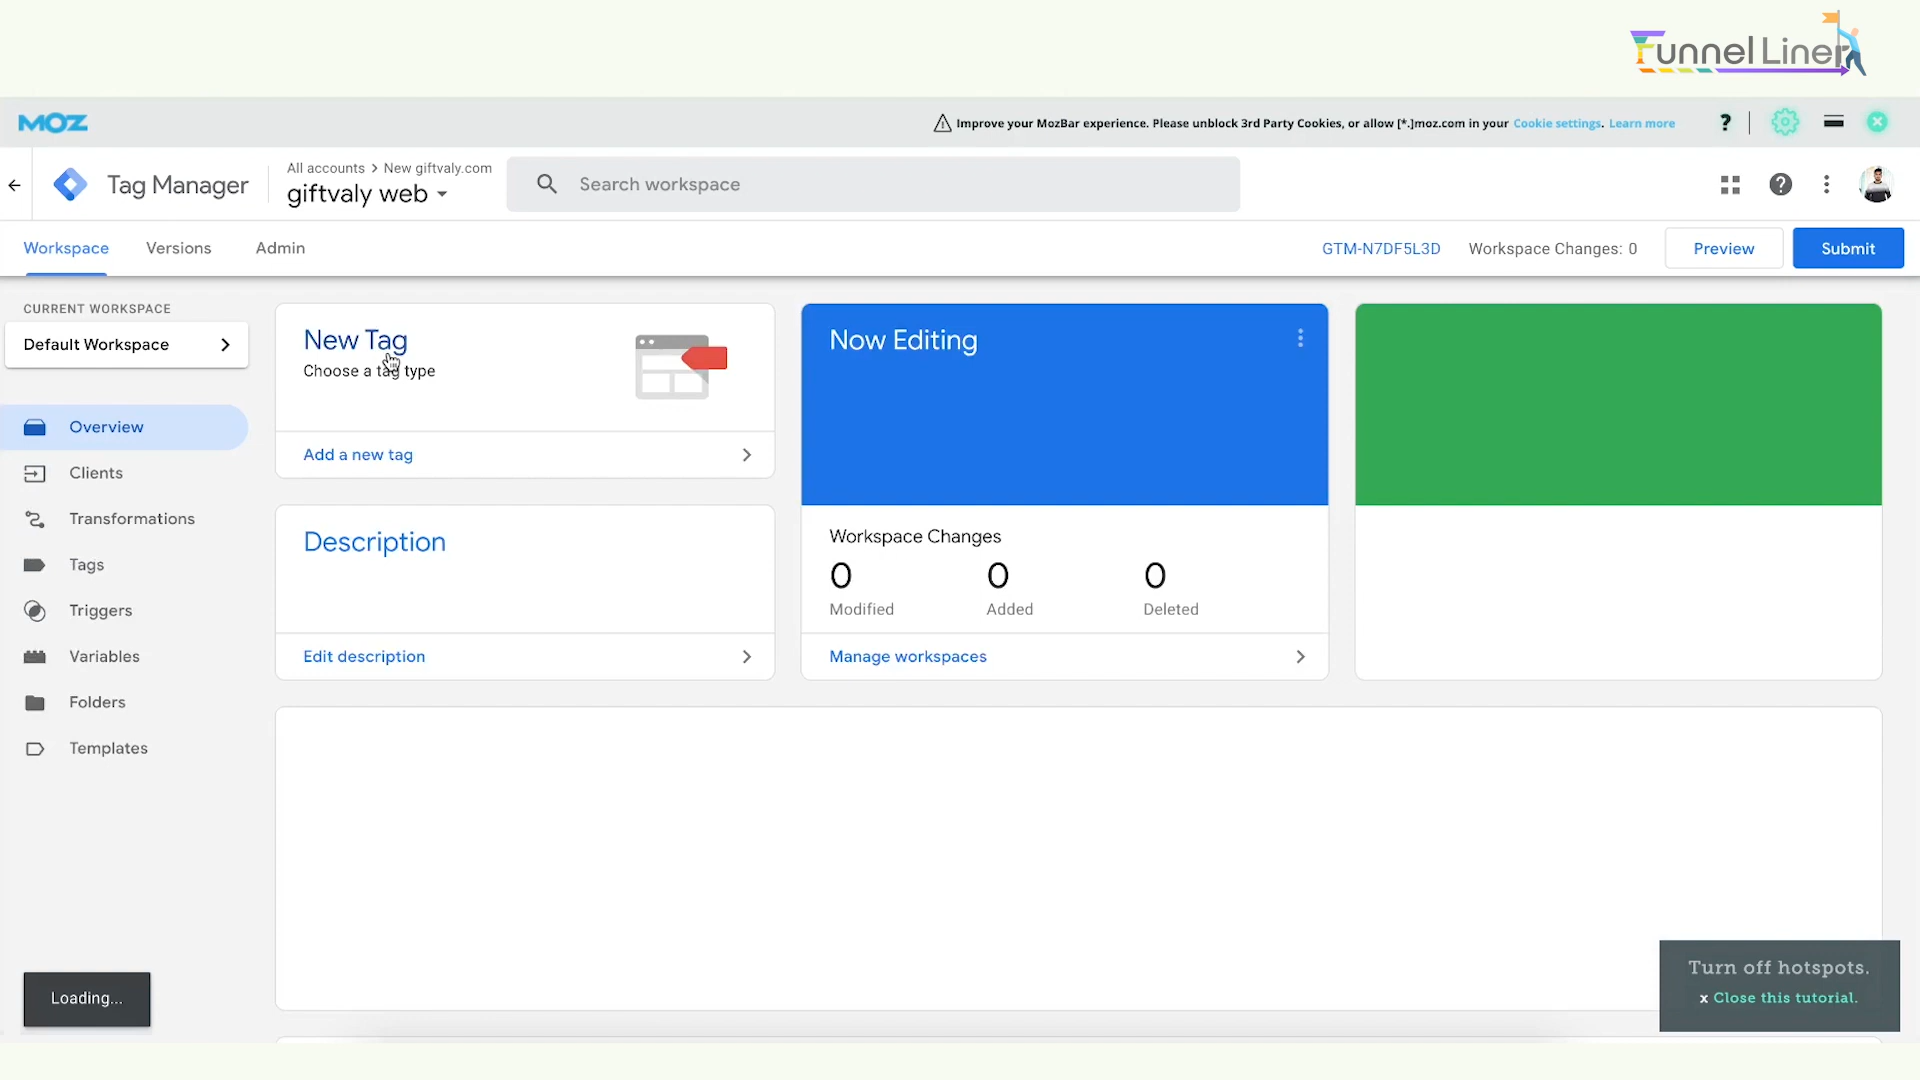 Funnel Liner
MOZ
Improve your MozBar experience. Please unblock 3rd Party Cookies, or allow [*.]moz.com in your Cookie settings. Learn more
?
Tag Manager
All accounts > New giftvaly.com
giftvaly web
Search workspace
Workspace
Versions
Admin
GTM-N7DF5L3D
Workspace Changes: 0
Preview
Submit
CURRENT WORKSPACE
Default Workspace
Overview
Clients
Transformations
Tags
Triggers
Variables
Folders
Templates
New Tag
Choose a tag type
Add a new tag
Description
Edit description
Now Editing
Workspace Changes
0 0 0
Modified Added Deleted
Manage workspaces
Loading...
Turn off hotspots.
x Close this tutorial.